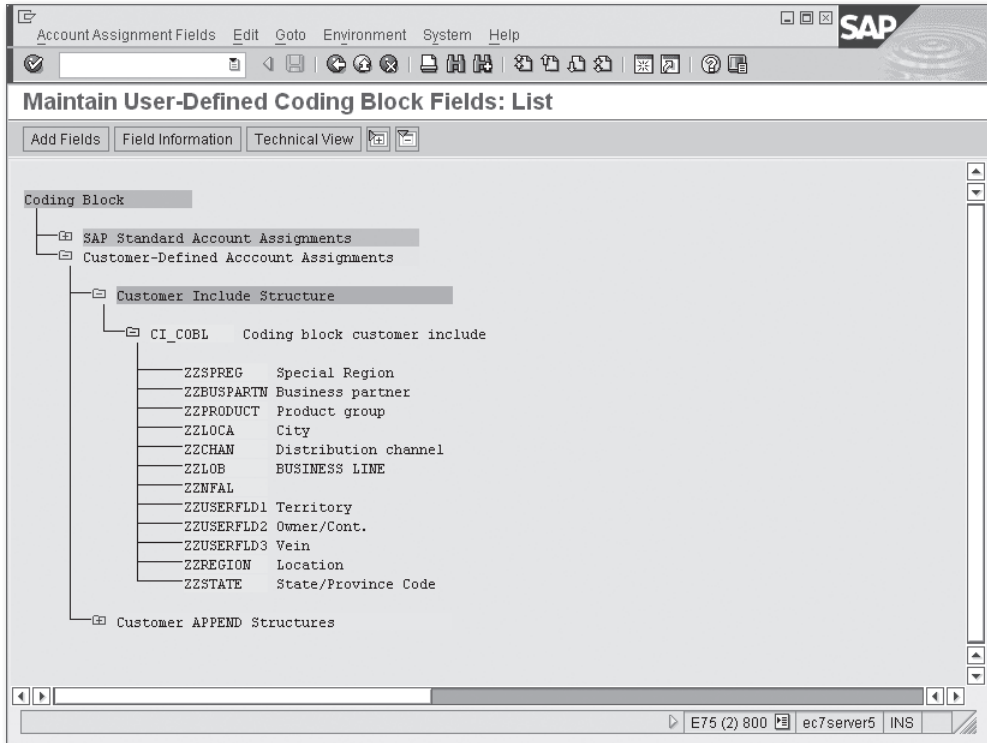 Account Assignment Fields Edit Goto Environment System Help
SAP
Maintain User-Defined Coding Block Fields: List
Add Fields Field Information Technical View
Coding Block
SAP Standard Account Assignments
Customer-Defined Acccount Assignments
Customer Include Structure
CI_COBL Coding block customer include
ZZSPREG Special Region
ZZBUSPARTN Business partner
ZZPRODUCT Product group
ZZLOCA City
ZZCHAN Distribution channel
ZZLOB BUSINESS LINE
ZZNFAL
ZZUSERFLD1 Territory
ZZUSERFLD2 Owner/Cont.
ZZUSERFLD3 Vein
ZZREGION Location
ZZSTATE State/Province Code
Customer APPEND Structures
E75 (2) 800 ec7server5 INS